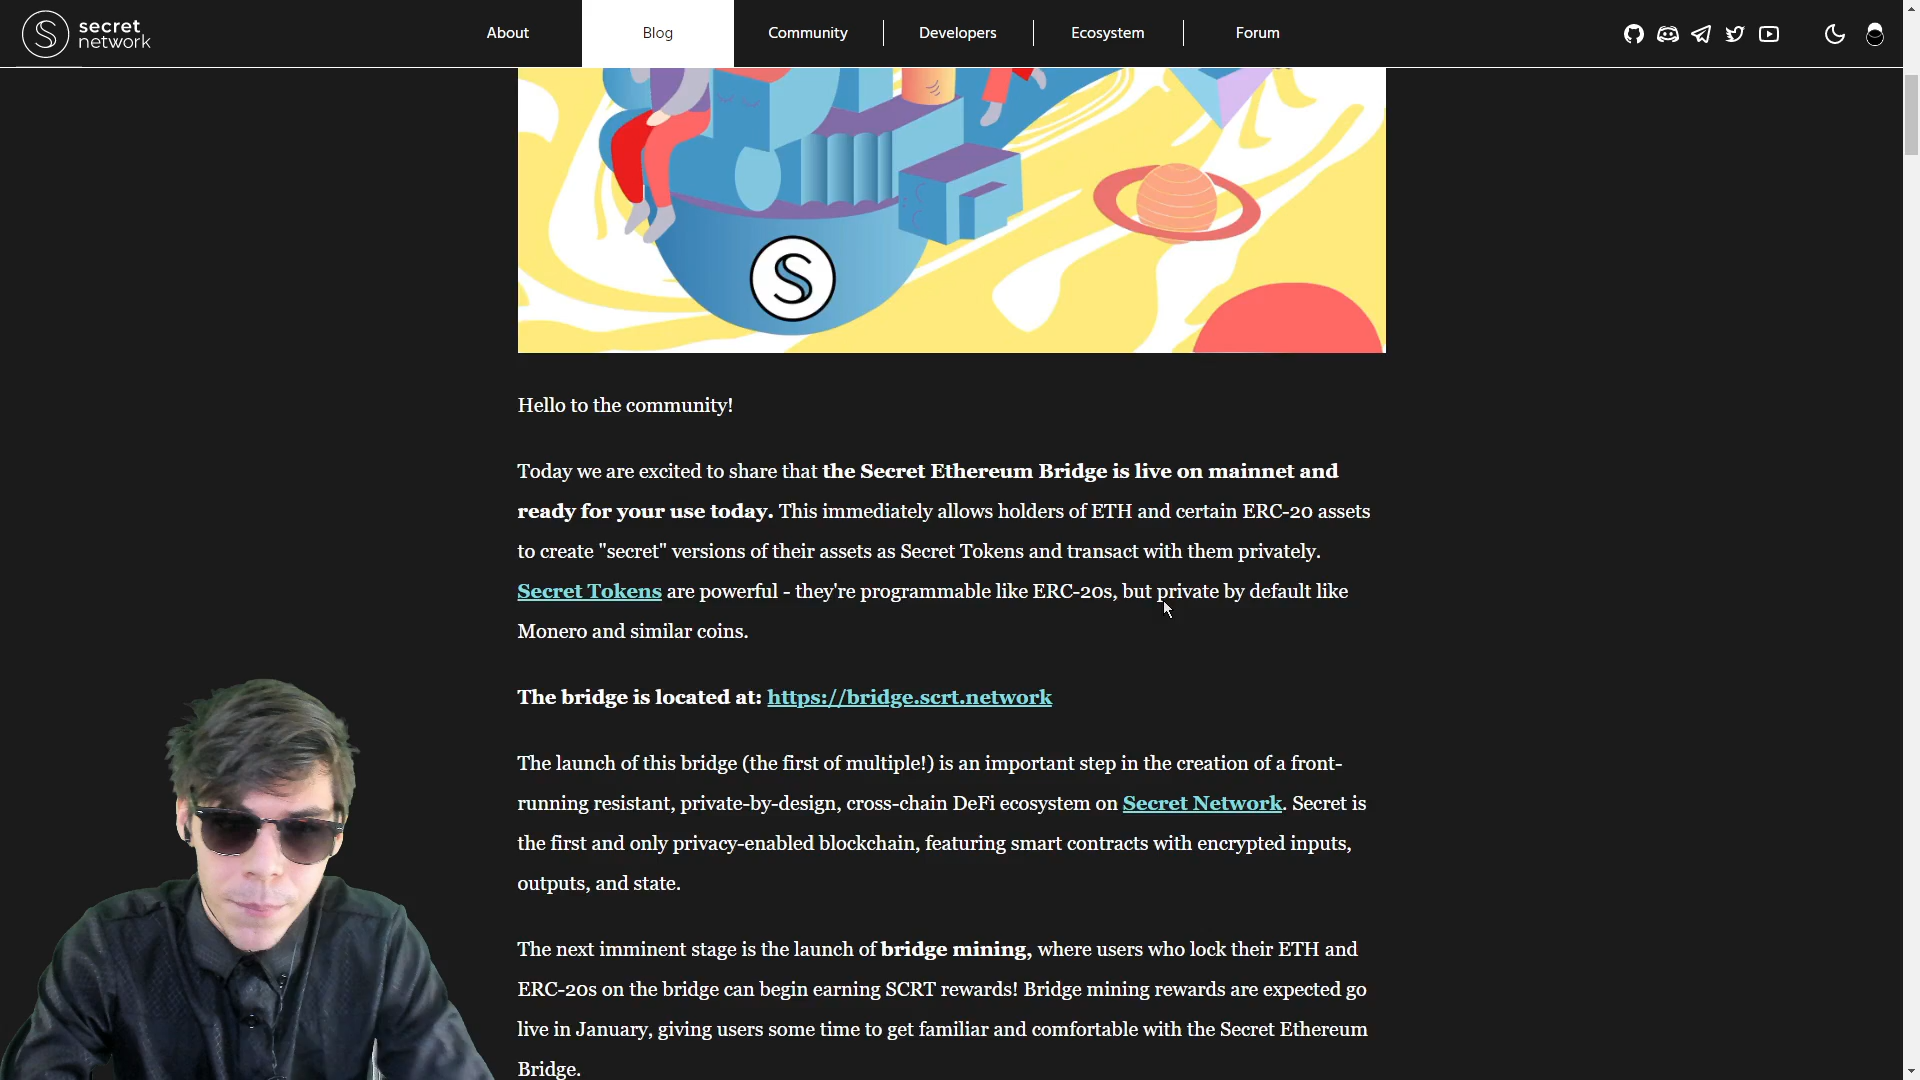 secret
network
About
Blog
Community
Developers
Ecosystem
Forum
S
Hello to the community!
Today we are excited to share that the Secret Ethereum Bridge is live on mainnet and
ready for your use today. This immediately allows holders of ETH and certain ERC-20 assets
to create "secret" versions of their assets as Secret Tokens and transact with them privately.
Secret Tokens are powerful - they're programmable like ERC-20s, but private by default like
Monero and similar coins.
The bridge is located at: https://bridge.scrt.network
The launch of this bridge (the first of multiple!) is an important step in the creation of a front-
running resistant, private-by-design, cross-chain DeFi ecosystem on Secret Network. Secret is
the first and only privacy-enabled blockchain, featuring smart contracts with encrypted inputs,
outputs, and state.
The next imminent stage is the launch of bridge mining, where users who lock their ETH and
ERC-20s on the bridge can begin earning SCRT rewards! Bridge mining rewards are expected go
live in January, giving users some time to get familiar and comfortable with the Secret Ethereum
Bridge.